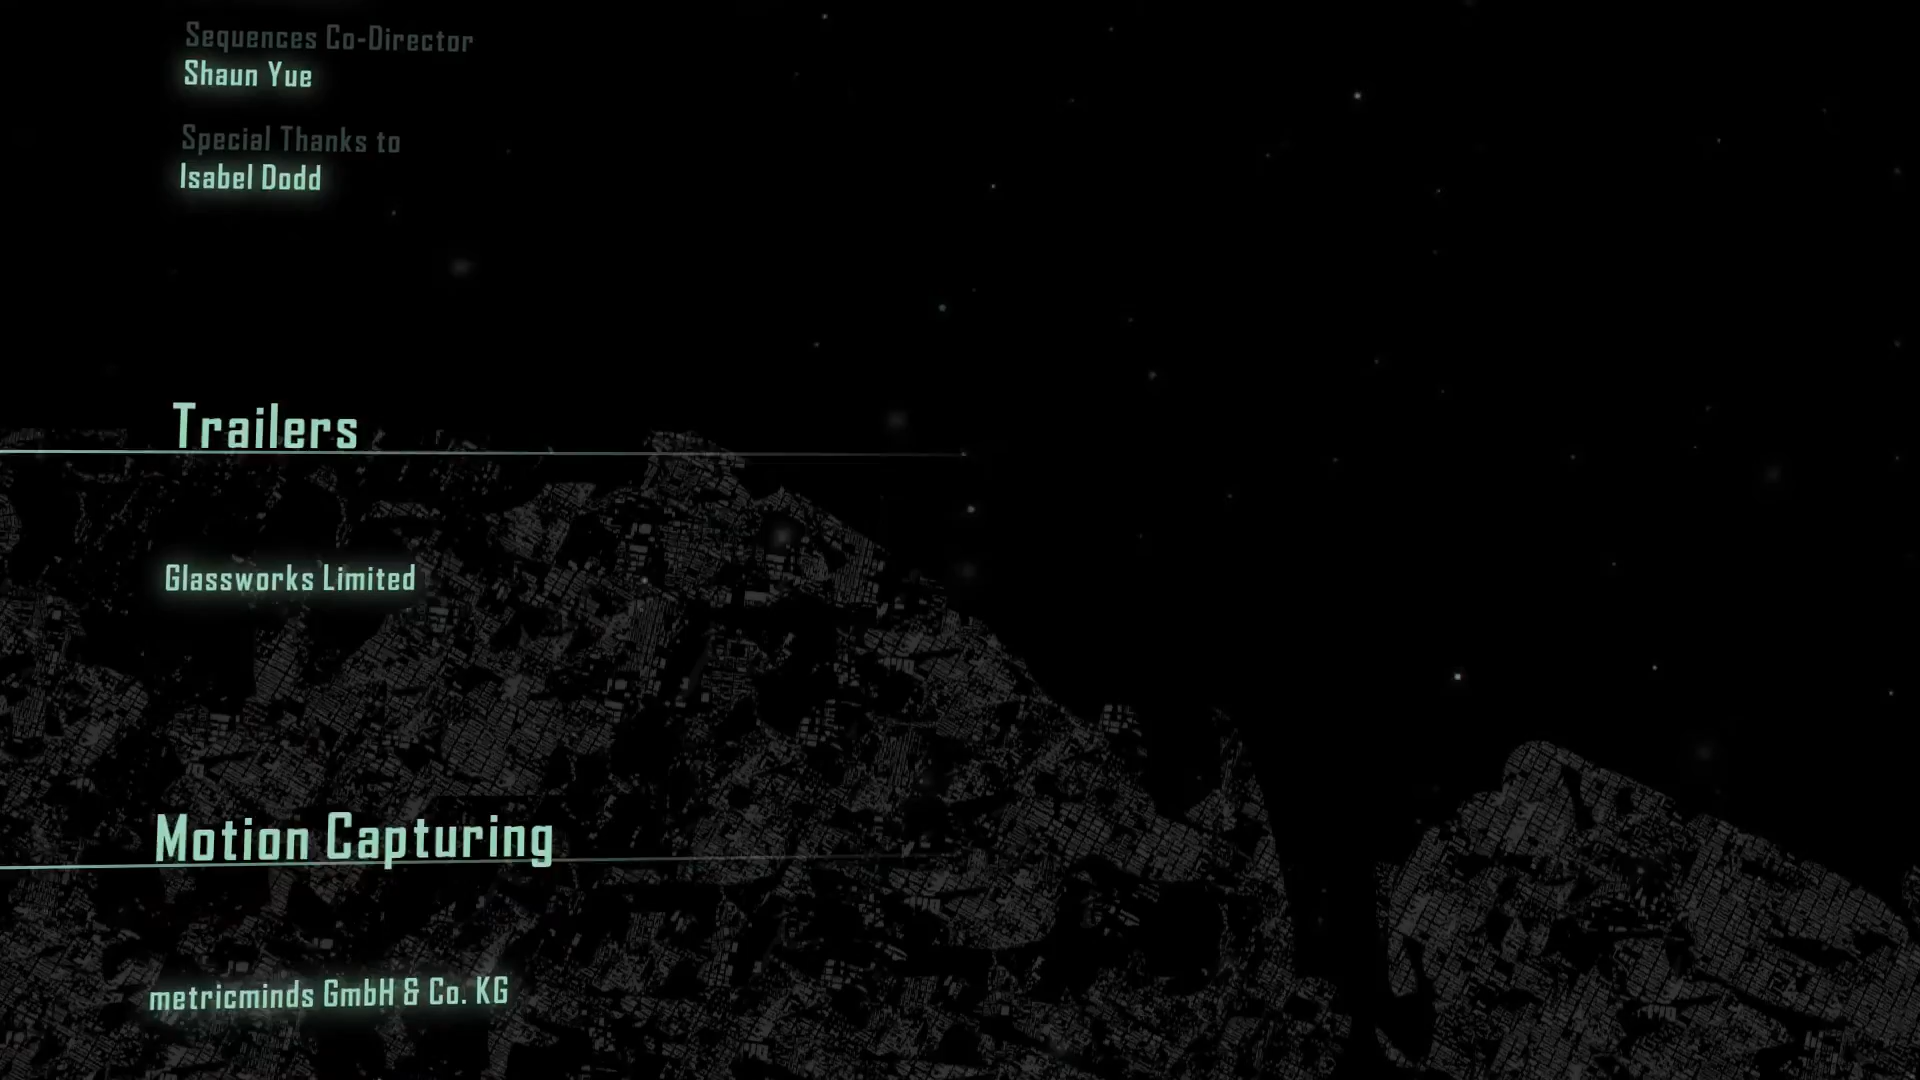 Sequences Co-Director
Shaun Yue
Special Thanks to
Isabel Dodd
Trailers
Glassworks Limited
Motion Capturing
metricminds GmbH & Co. KG